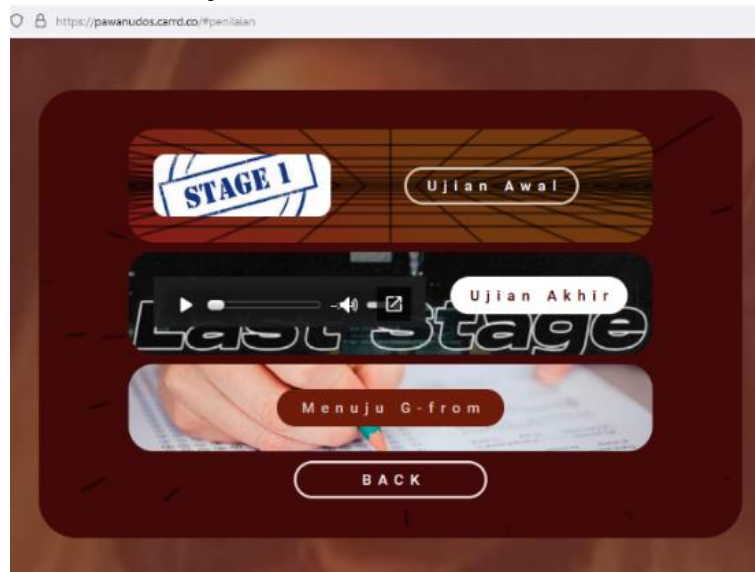 https://pawanudos.carrd.co/#penilaian
STAGE 1
Ujian Awal
Ujian Akhir
Last Stage
Menuju G-from
BACK